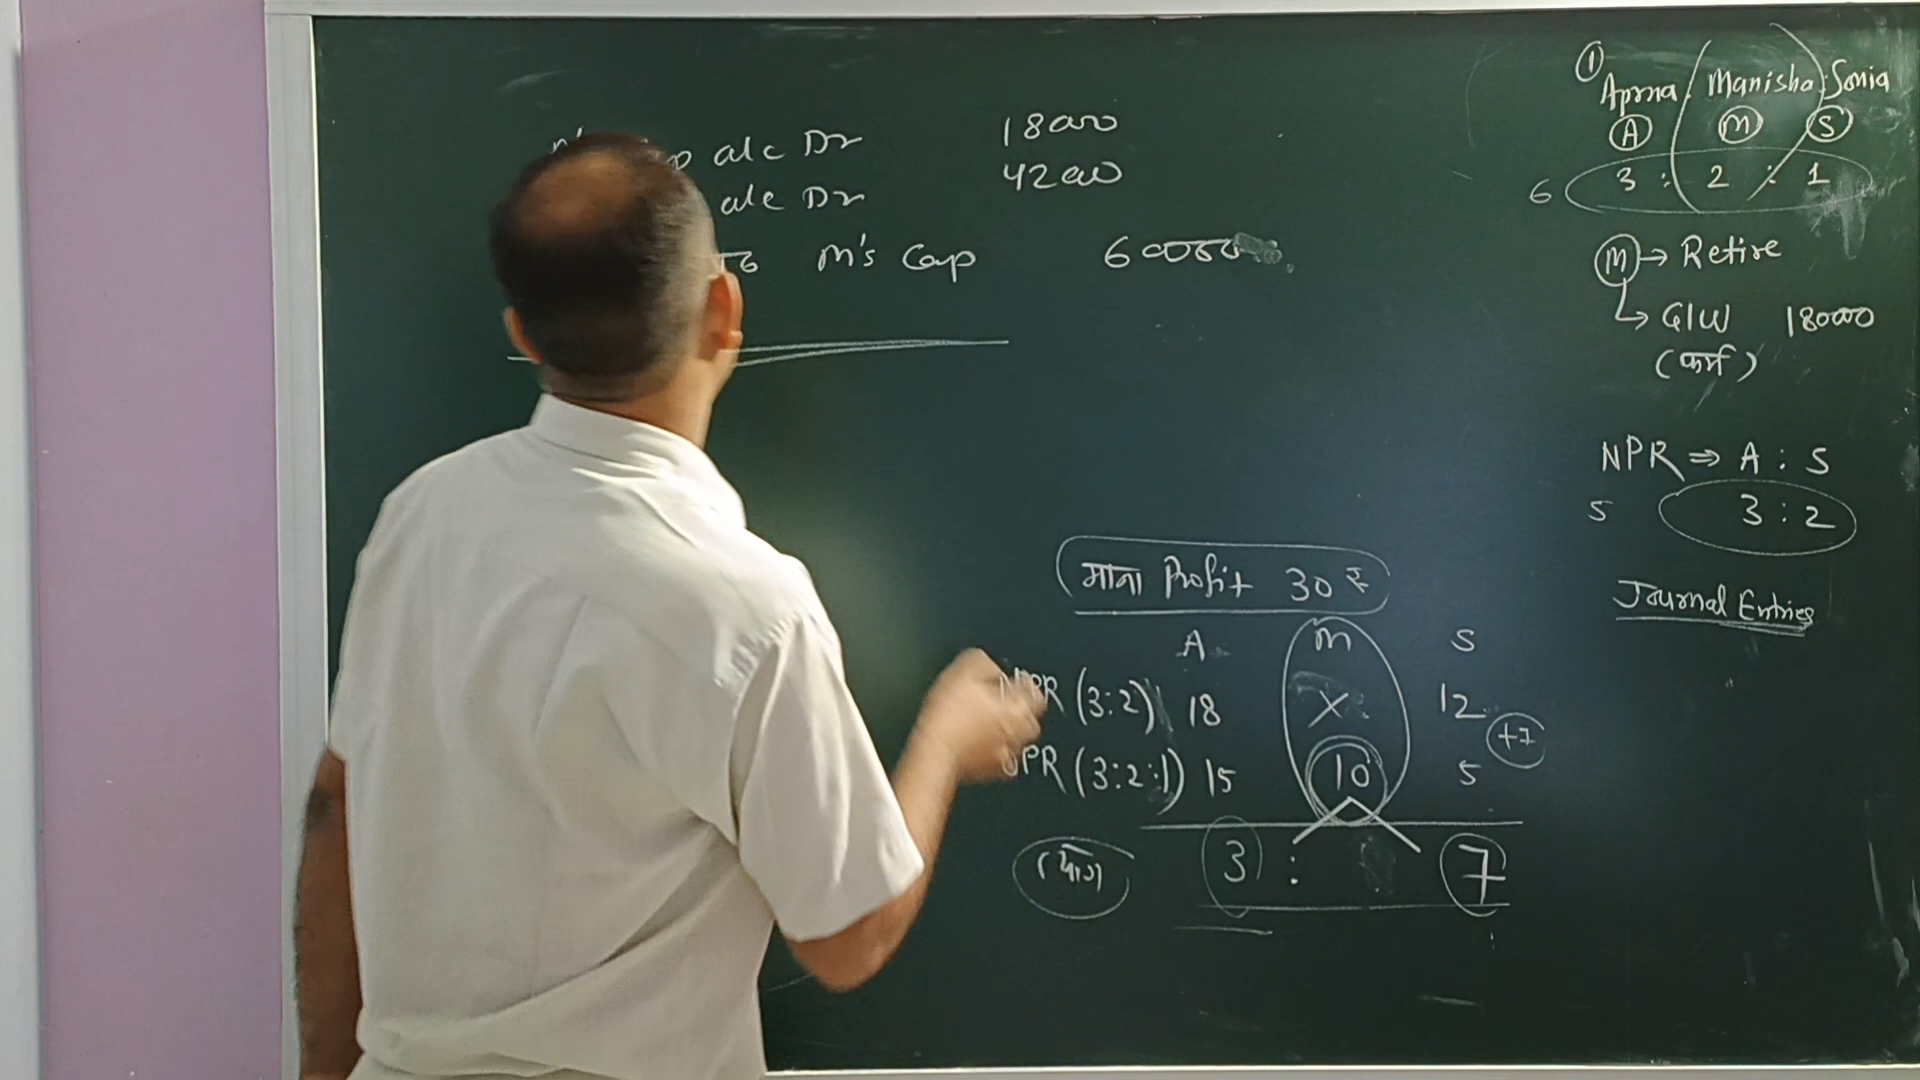 a/c Dr 18000
a/c Dr 42000
To M's Cap 60000
①
Aprna : Manisha : Sonia
A M S
6 3 : 2 : 1
M → Retire
↳ G/W 18000
(फर्म)
NPR ⇒ A : S
5 3 : 2
Journal Entries
माना Profit 30 ₹
A M S
NPR (3:2) 18 × 12
+7
OPR (3:2:1) 15 10 5
त्याग 3 : 7